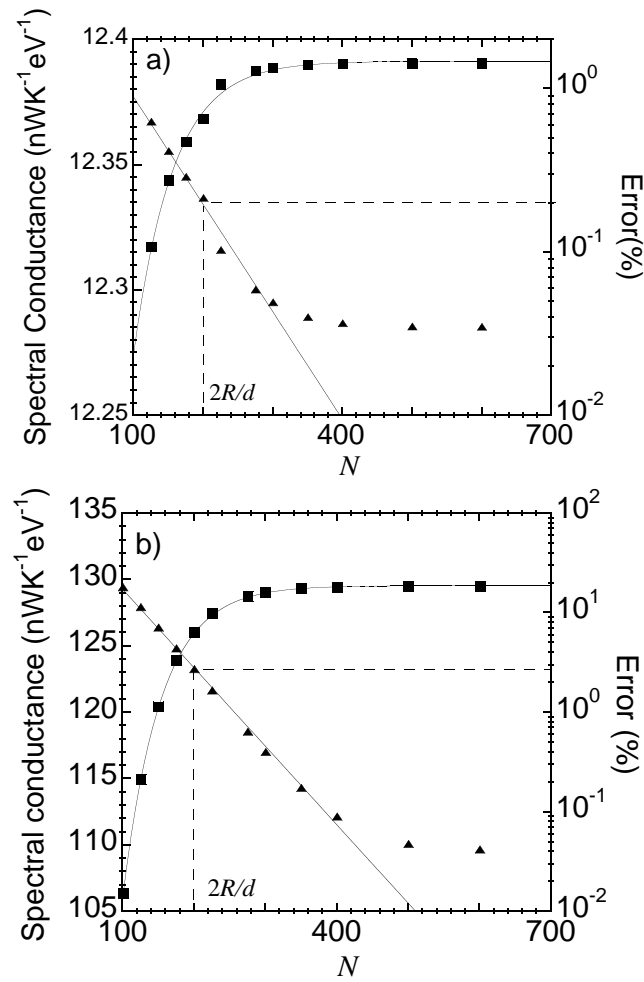 a)
Spectral Conductance (nWK⁻¹eV⁻¹)
12.4
12.35
12.3
12.25
10⁰
10⁻¹
10⁻²
Error(%)
2R/d
100
400
700
N
b)
Spectral conductance (nWK⁻¹eV⁻¹)
135
130
125
120
115
110
105
10²
10¹
10⁰
10⁻¹
10⁻²
Error (%)
2R/d
100
400
700
N